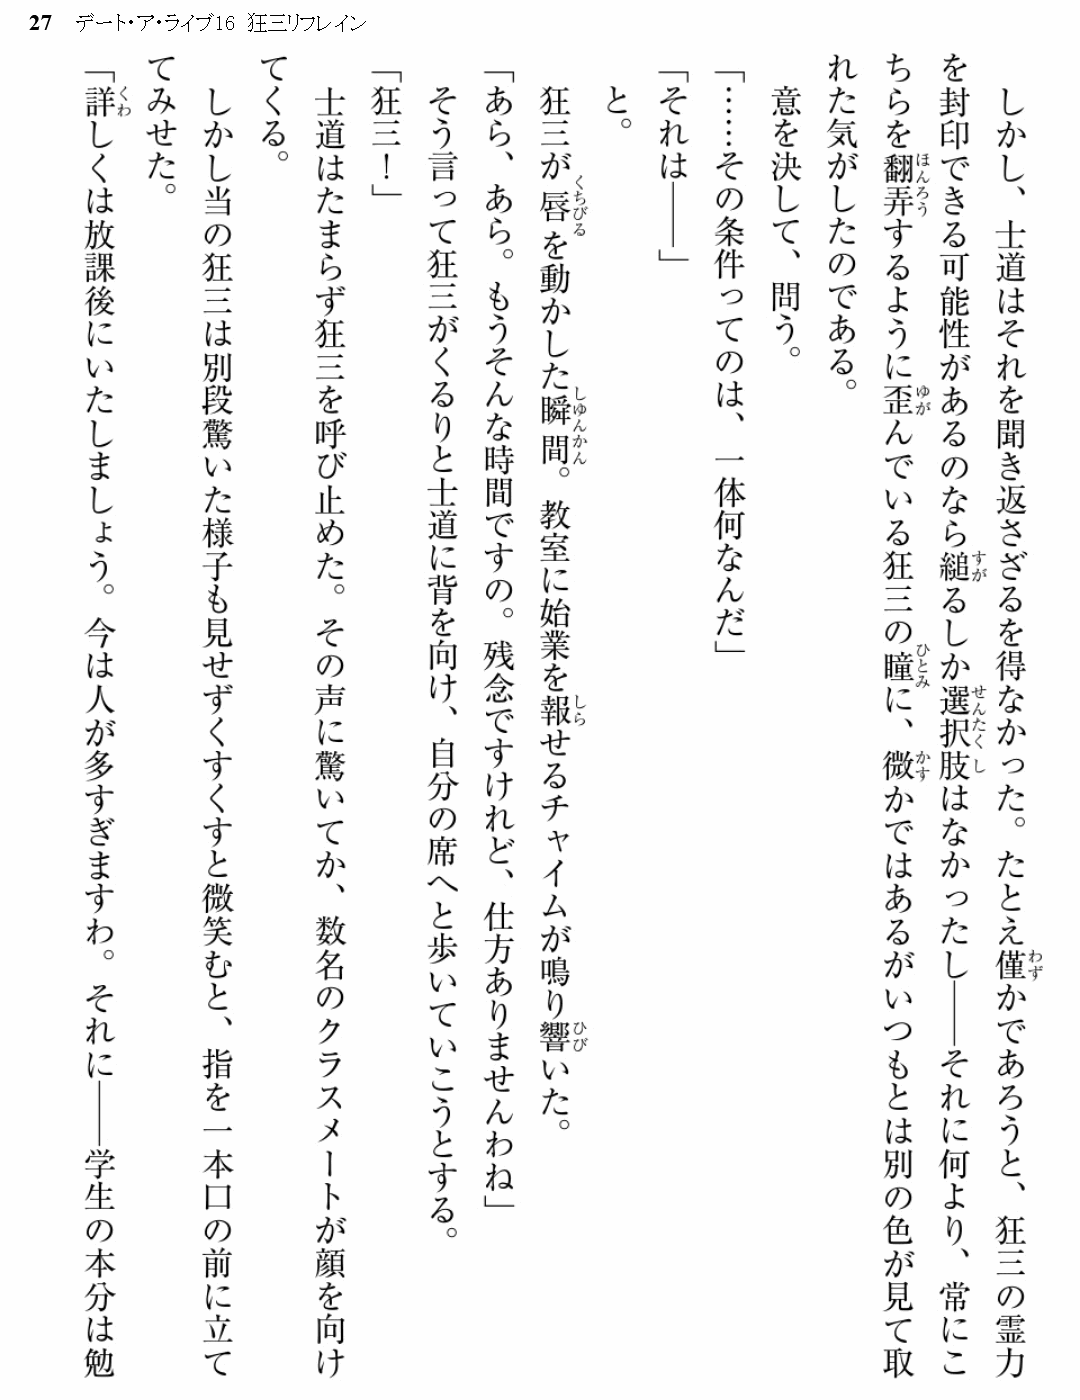 27 デート・ア・ライブ16 狂三リフレイン
しかし、士道はそれを聞き返さざるを得なかった。たとえ僅かであろうと、狂三の霊力
を封印できる可能性があるのなら縋るしか選択肢はなかったし――それに何より、常にこ
ちらを翻弄するように歪んでいる狂三の瞳に、微かではあるがいつもとは別の色が見て取
れた気がしたのである。
意を決して、問う。
「……その条件ってのは、一体何なんだ」
「それは――」
と。
狂三が唇を動かした瞬間。教室に始業を報せるチャイムが鳴り響いた。
「あら、あら。もうそんな時間ですの。残念ですけれど、仕方ありませんわね」
そう言って狂三がくるりと士道に背を向け、自分の席へと歩いていこうとする。
「狂三！」
士道はたまらず狂三を呼び止めた。その声に驚いてか、数名のクラスメートが顔を向け
てくる。
しかし当の狂三は別段驚いた様子も見せずくすくすと微笑むと、指を一本口の前に立て
てみせた。
「詳しくは放課後にいたしましょう。今は人が多すぎますわ。それに――学生の本分は勉